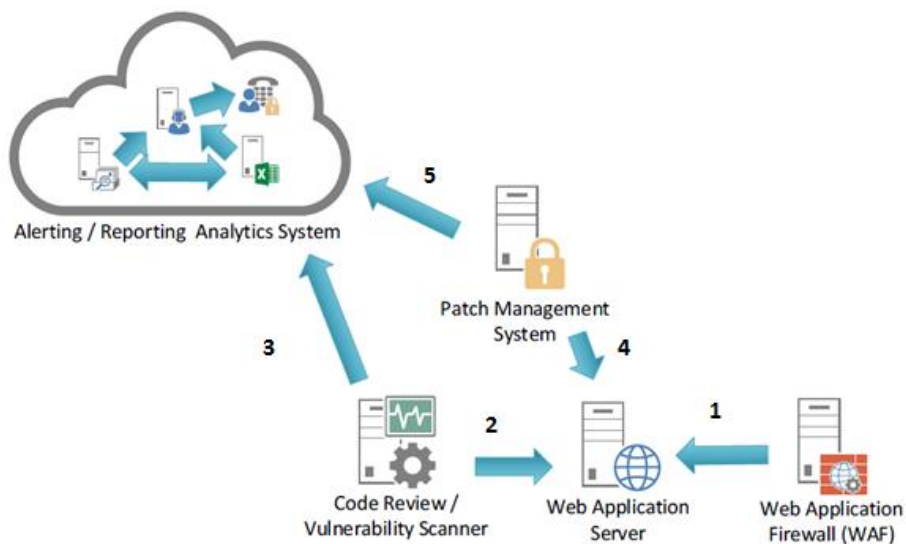 Alerting / Reporting Analytics System
5
Patch Management
System
3
4
2
1
Code Review /
Vulnerability Scanner
Web Application
Server
Web Application
Firewall (WAF)
X